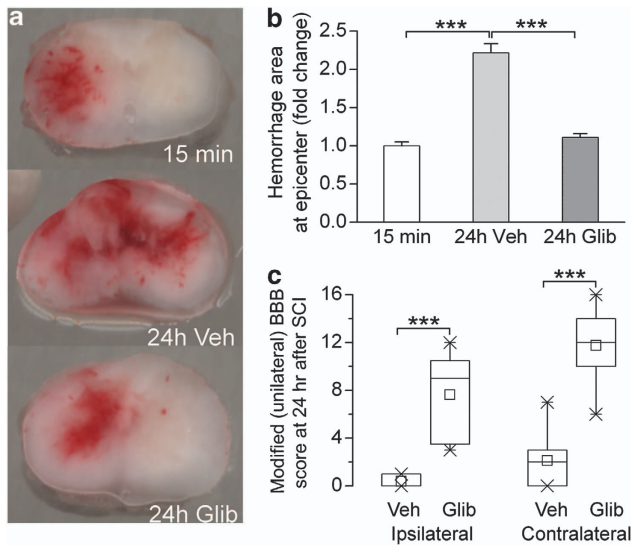 a
15 min
24h Veh
24h Glib
b
Hemorrhage area
at epicenter (fold change)
2.5
2.0
1.5
1.0
0.5
0.0
***
***
15 min
24h Veh
24h Glib
c
Modified (unilateral) BBB
score at 24 hr after SCI
16
12
8
4
0
***
***
Veh
Glib
Veh
Glib
Ipsilateral
Contralateral